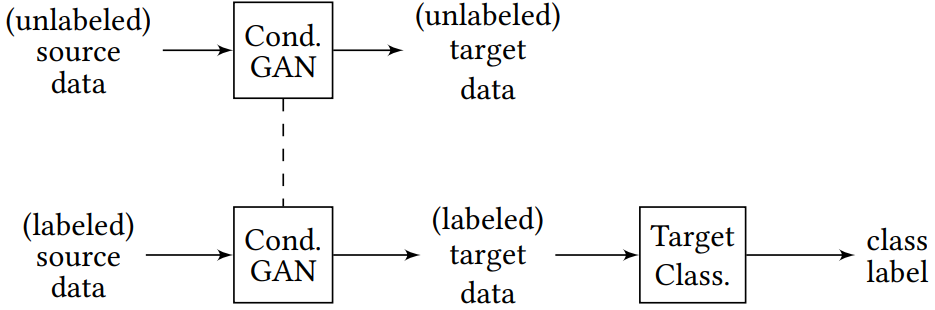 (unlabeled)
source
data
Cond.
GAN
(unlabeled)
target
data
(labeled)
source
data
Cond.
GAN
(labeled)
target
data
Target
Class.
class
label